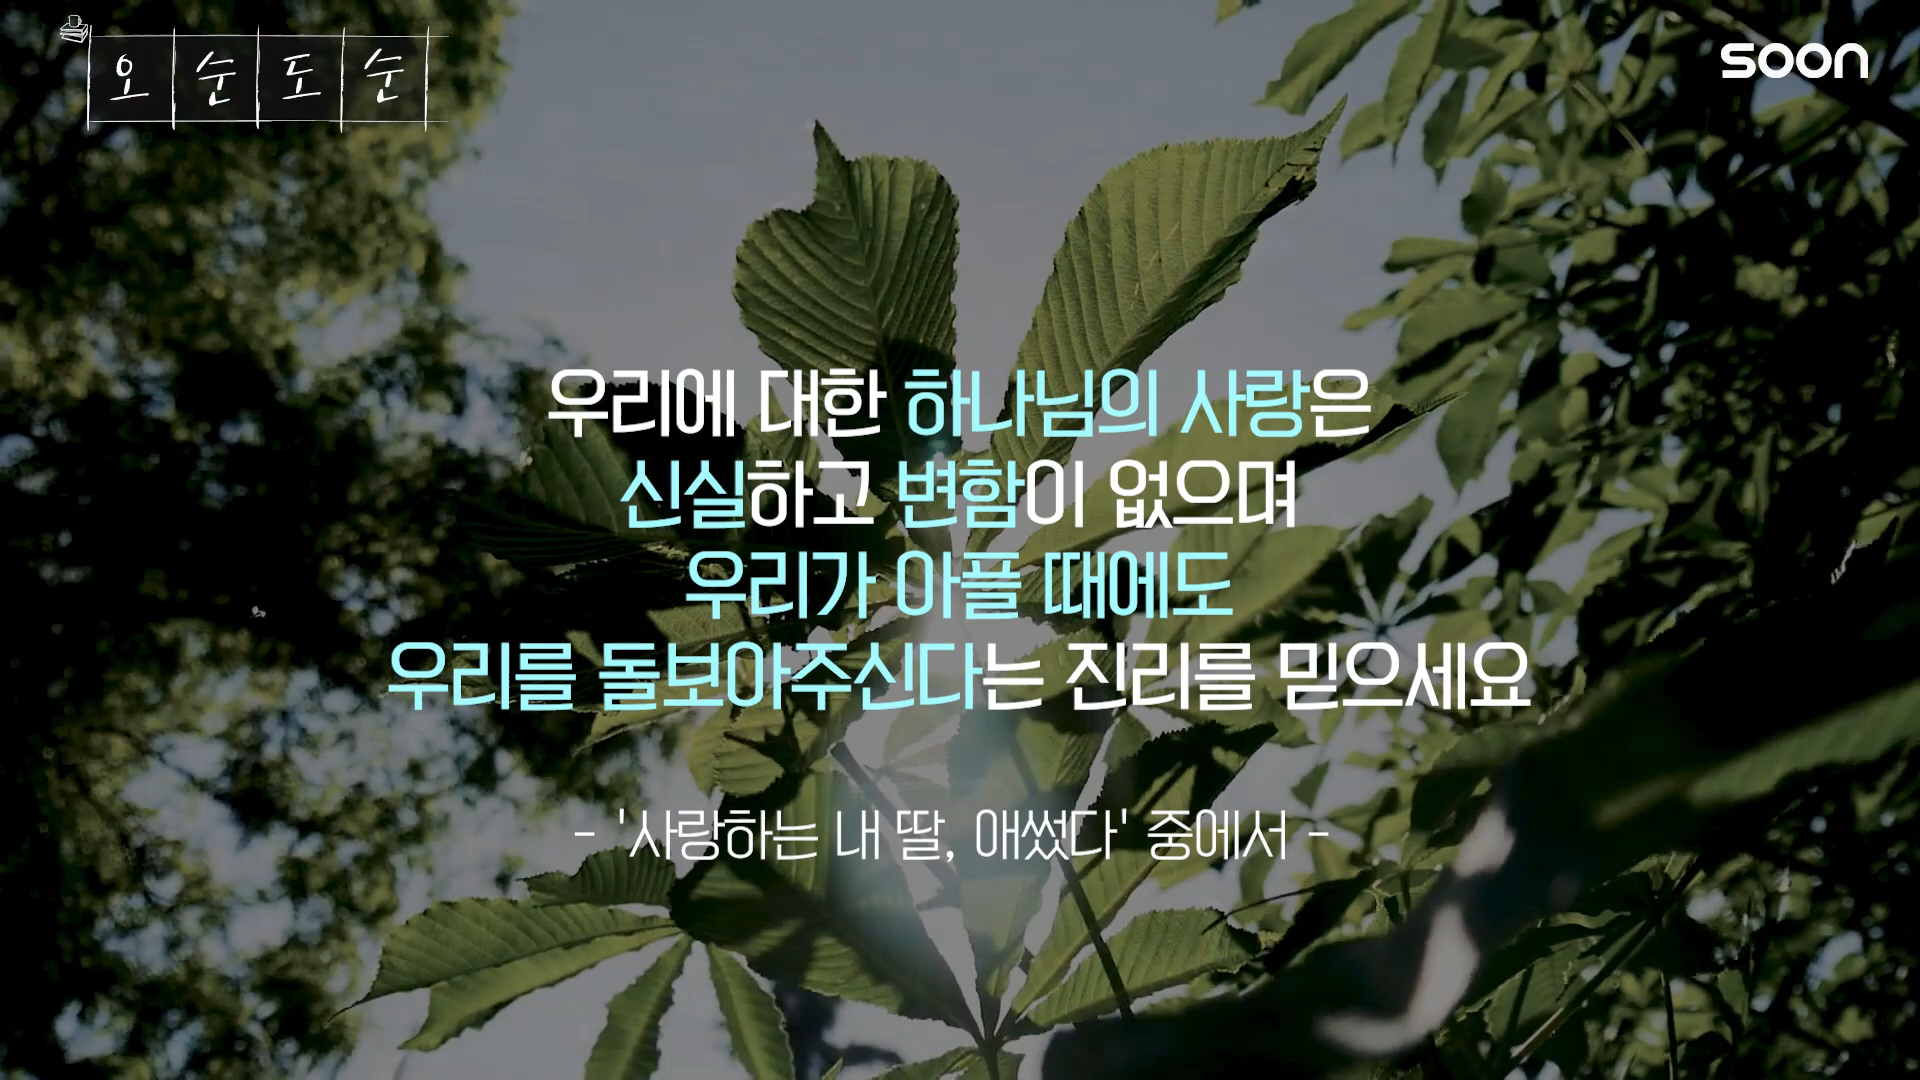 오순도순
soon
우리에 대한 하나님의 사랑은
신실하고 변함이 없으며
우리가 아플 때에도
우리를 돌보아주신다는 진리를 믿으세요
- '사랑하는 내 딸, 애썼다' 중에서 -